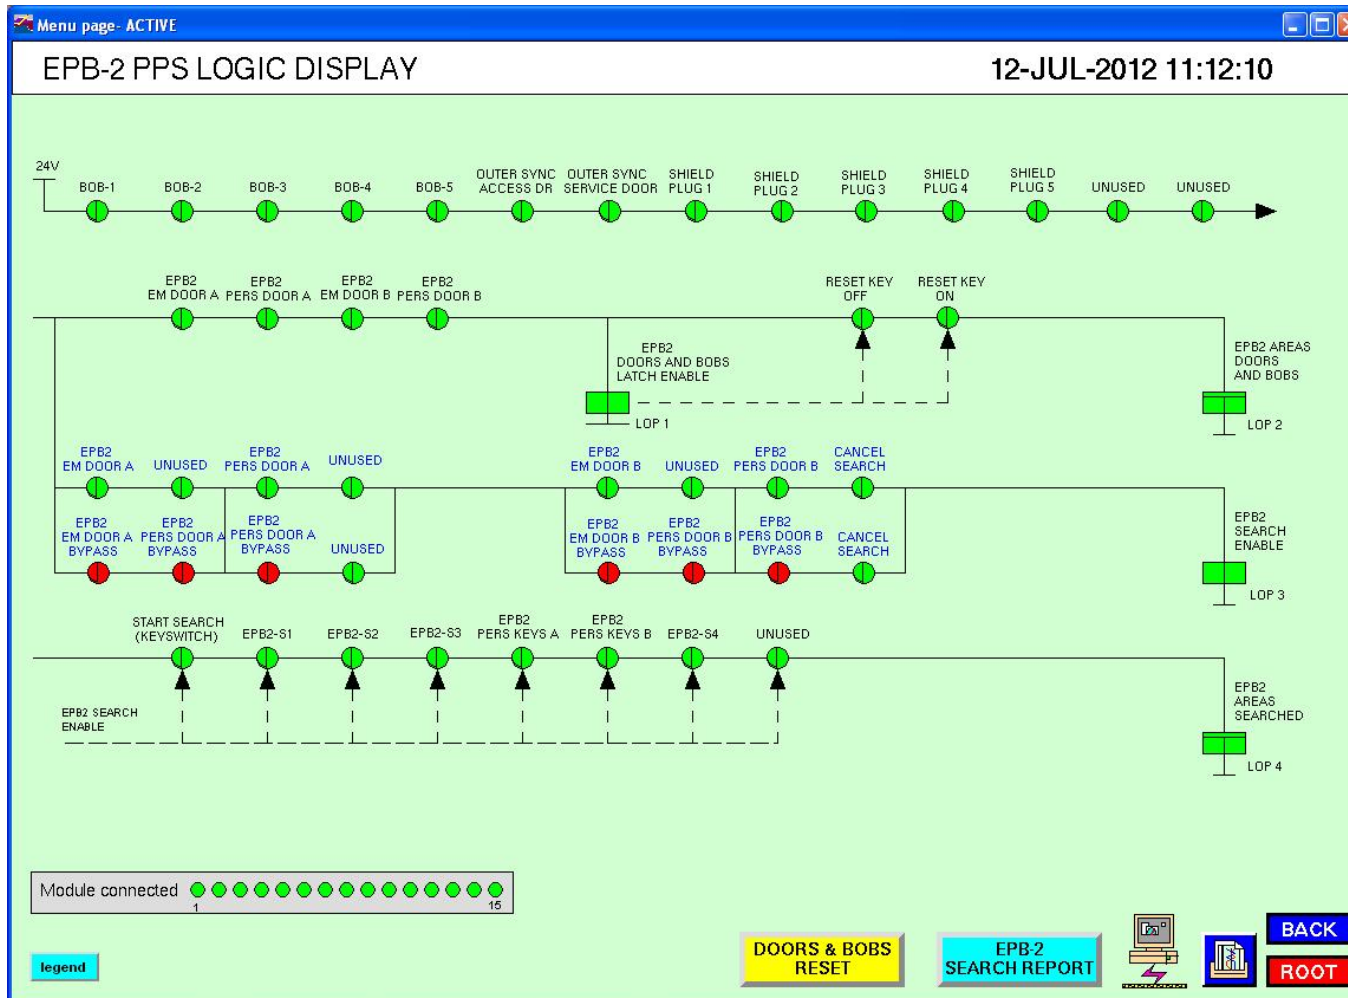 Menu page- ACTIVE
EPB-2 PPS LOGIC DISPLAY
12-JUL-2012 11:12:10
24V
BOB-1
BOB-2
BOB-3
BOB-4
BOB-5
OUTER SYNC
ACCESS DR
OUTER SYNC
SERVICE DOOR
SHIELD
PLUG 1
SHIELD
PLUG 2
SHIELD
PLUG 3
SHIELD
PLUG 4
SHIELD
PLUG 5
UNUSED
UNUSED
EPB2
EM DOOR A
EPB2
PERS DOOR A
EPB2
EM DOOR B
EPB2
PERS DOOR B
RESET KEY
OFF
RESET KEY
ON
EPB2
DOORS AND BOBS
LATCH ENABLE
LOP 1
EPB2 AREAS
DOORS
AND BOBS
LOP 2
EPB2
EM DOOR A
UNUSED
EPB2
PERS DOOR A
UNUSED
EPB2
EM DOOR B
UNUSED
EPB2
PERS DOOR B
CANCEL
SEARCH
EPB2
EM DOOR A
BYPASS
EPB2
PERS DOOR A
BYPASS
EPB2
PERS DOOR A
BYPASS
UNUSED
EPB2
EM DOOR B
BYPASS
EPB2
PERS DOOR B
BYPASS
EPB2
PERS DOOR B
BYPASS
CANCEL
SEARCH
EPB2
SEARCH
ENABLE
LOP 3
START SEARCH
(KEYSWITCH)
EPB2-S1
EPB2-S2
EPB2-S3
EPB2
PERS KEYS A
EPB2
PERS KEYS B
EPB2-S4
UNUSED
EPB2 SEARCH
ENABLE
EPB2
AREAS
SEARCHED
LOP 4
Module connected
1
15
legend
DOORS & BOBS
RESET
EPB-2
SEARCH REPORT
BACK
ROOT